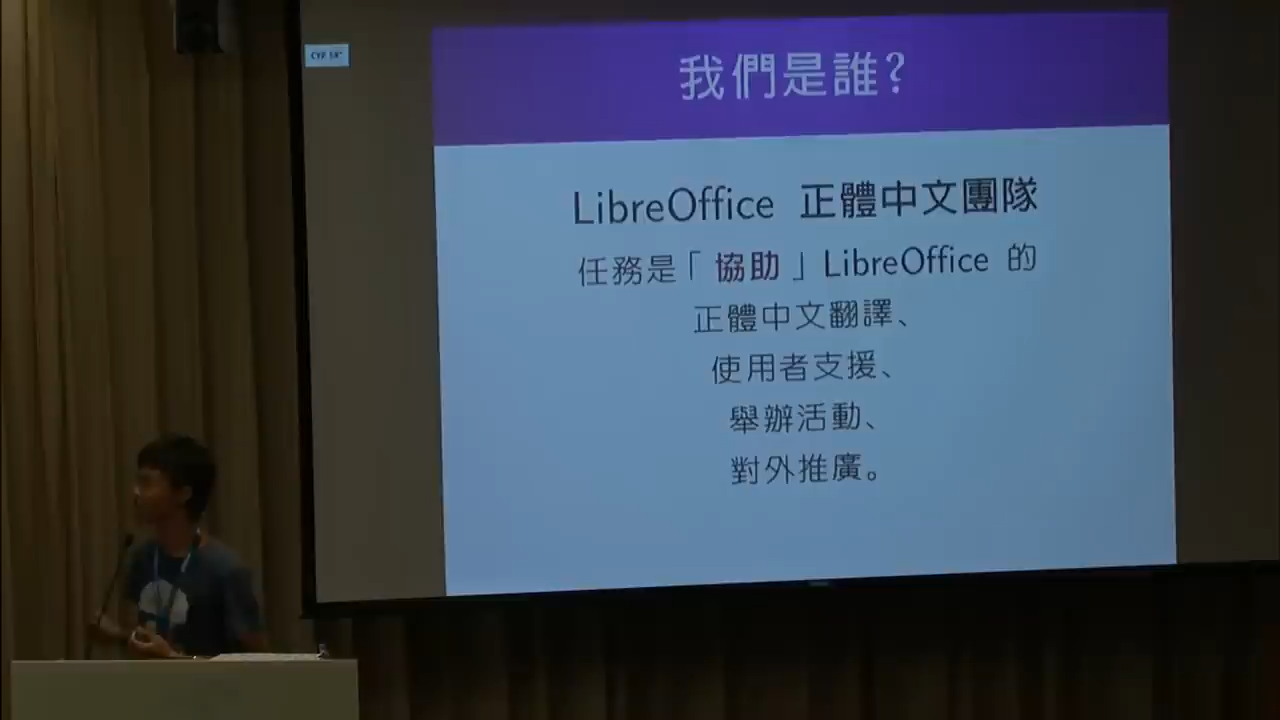 我們是誰?
LibreOffice 正體中文團隊
任務是「協助」LibreOffice 的
正體中文翻譯、
使用者支援、
舉辦活動、
對外推廣。